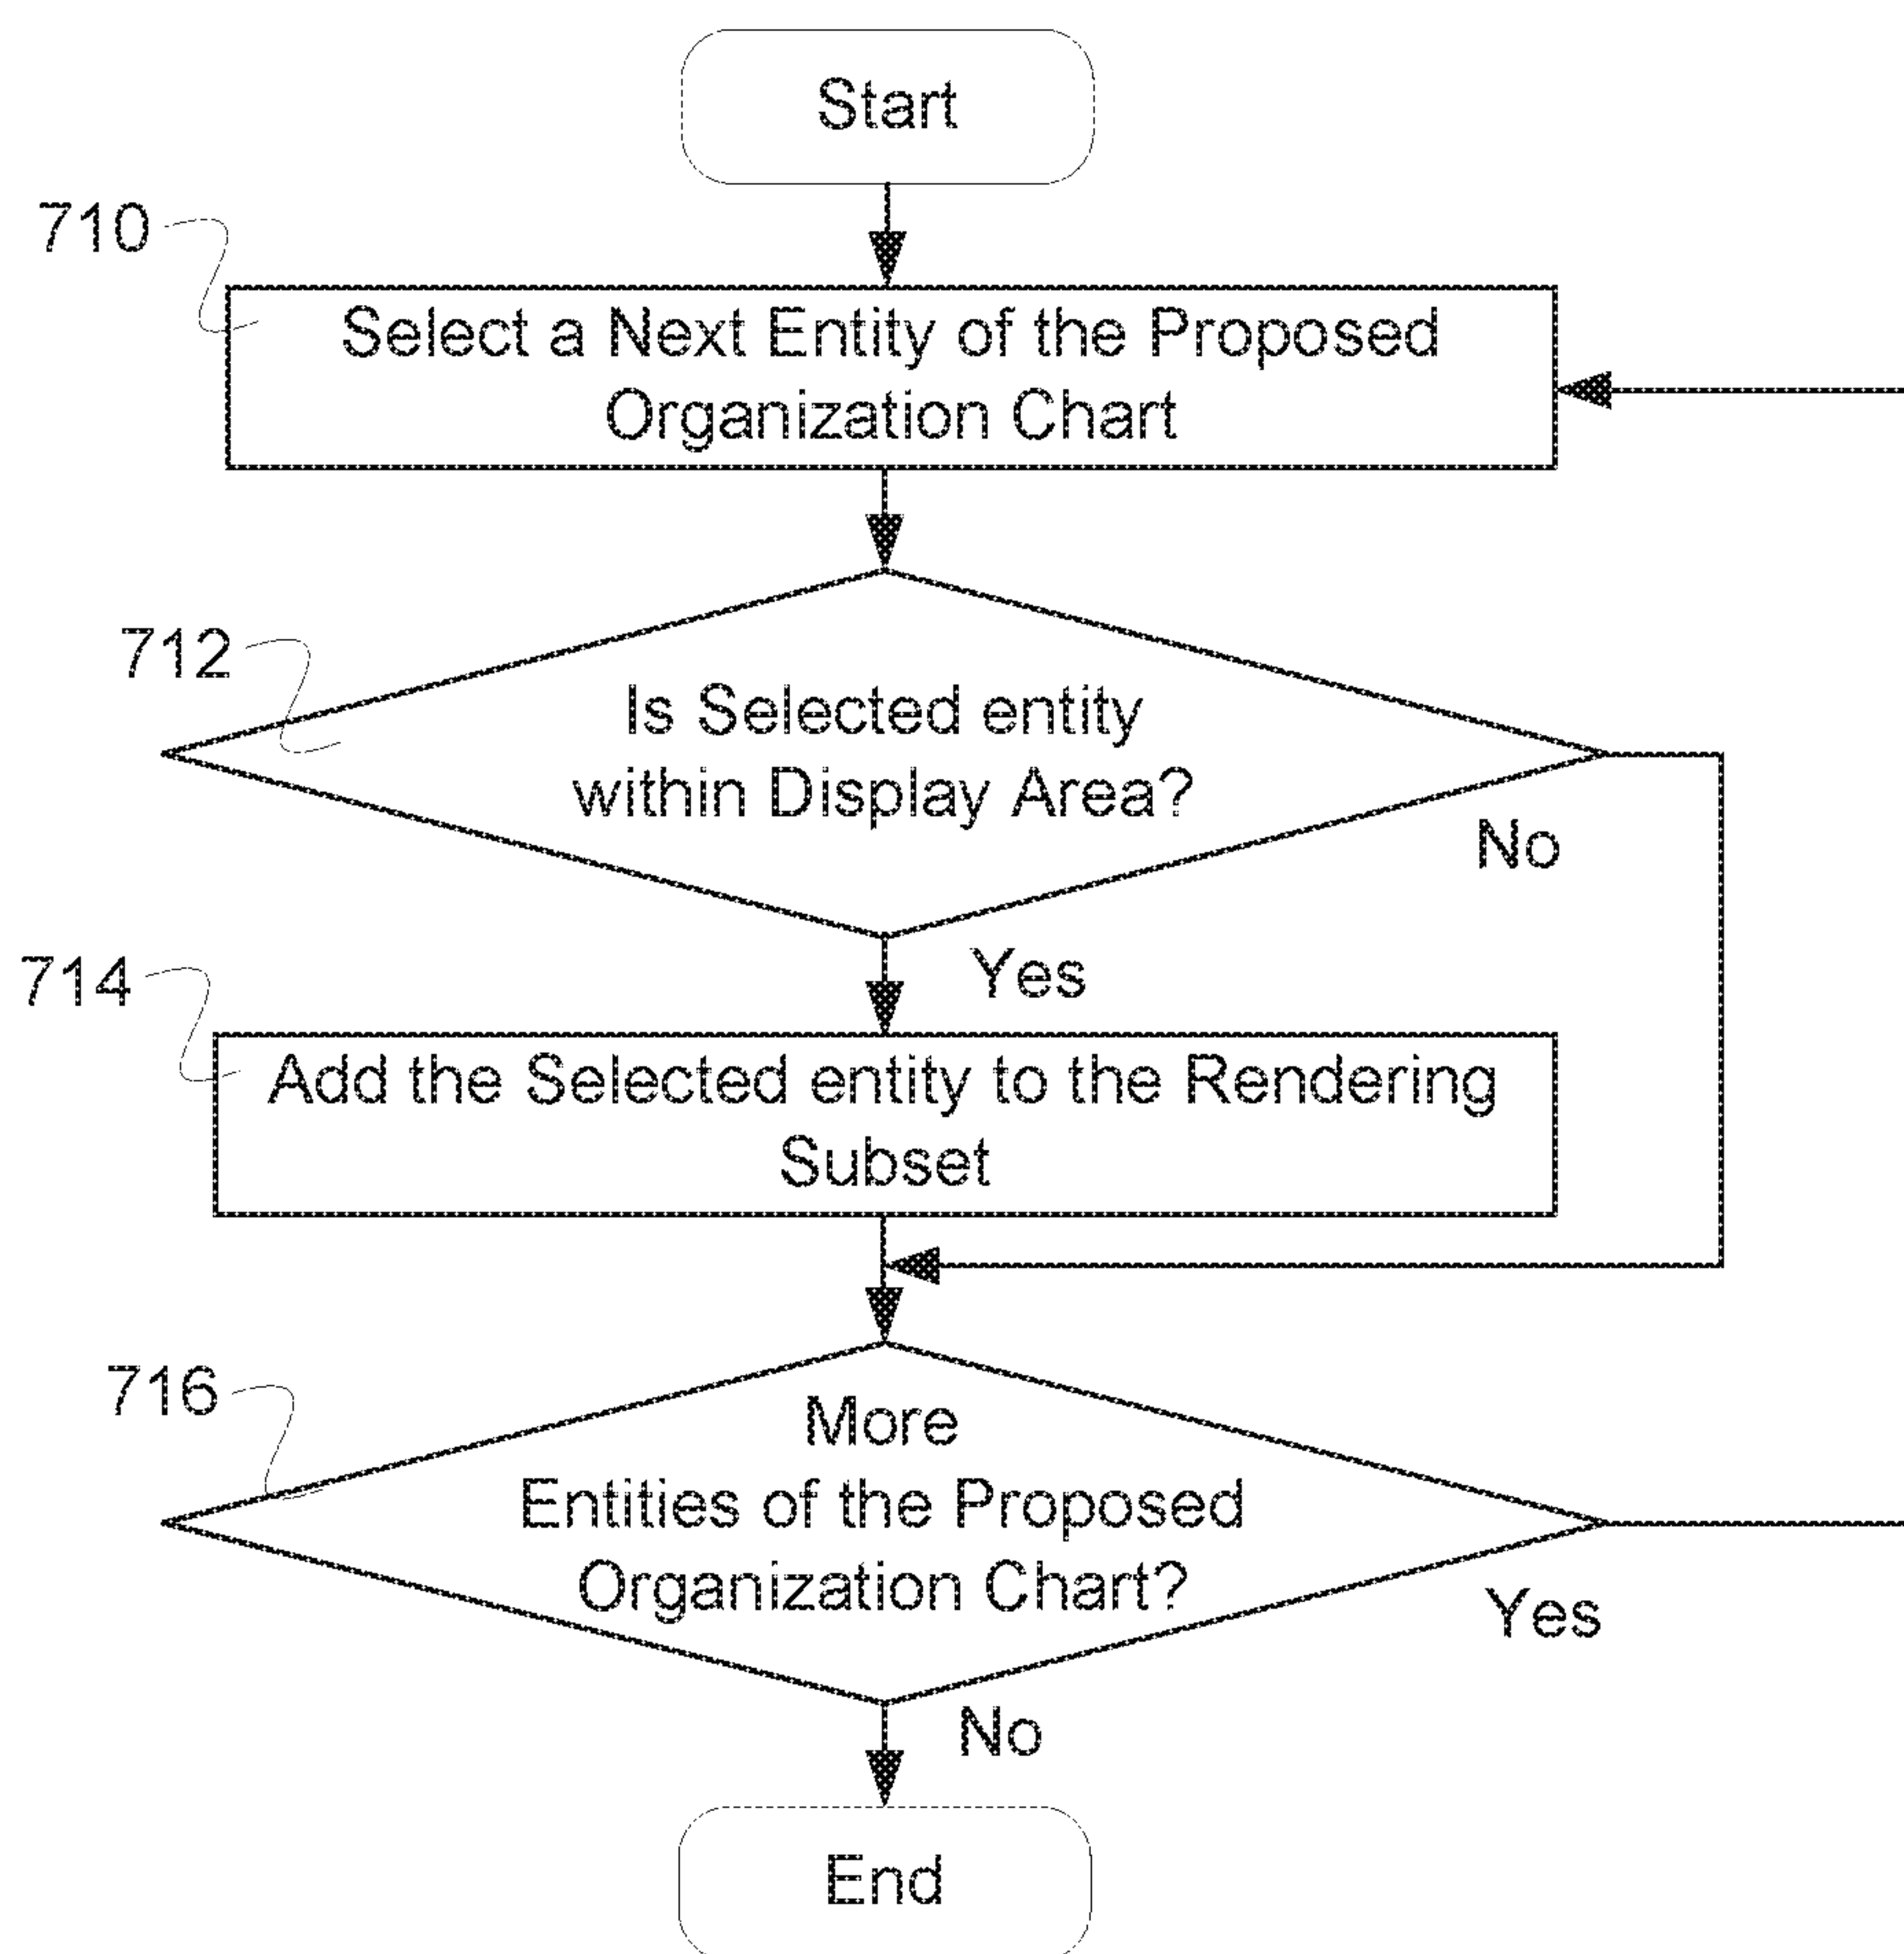 Start
710
Select a Next Entity of the Proposed
Organization Chart
712
Is Selected entity
within Display Area?
No
Yes
714
Add the Selected entity to the Rendering
Subset
716
More
Entities of the Proposed
Organization Chart?
Yes
No
End